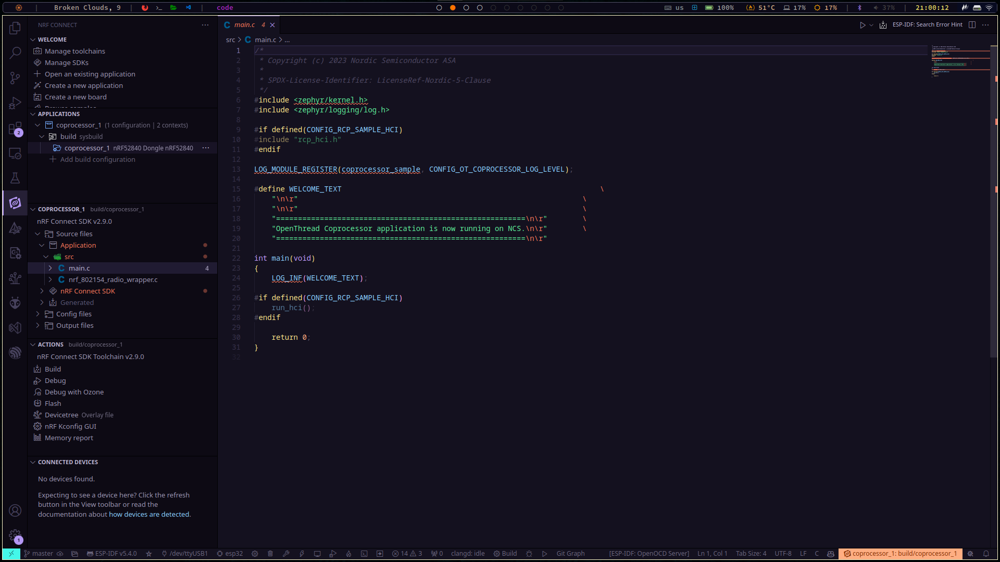 Broken Clouds, 9 | >_ | code us 100% 51°C 17% 17% | 37% | 21:00:12
NRF CONNECT ···
WELCOME
Manage toolchains
Manage SDKs
Open an existing application
Create a new application
Create a new board
Browse samples
APPLICATIONS
coprocessor_1 (1 configuration | 2 contexts)
build sysbuild
coprocessor_1 nRF52840 Dongle nRF52840 ···
Add build configuration
2
COPROCESSOR_1 build/coprocessor_1
nRF Connect SDK v2.9.0
Source files
Application
src
main.c 4
nrf_802154_radio_wrapper.c
nRF Connect SDK
Generated
Config files
Output files
ACTIONS build/coprocessor_1
nRF Connect SDK Toolchain v2.9.0
Build
Debug
Debug with Ozone
Flash
Devicetree Overlay file
nRF Kconfig GUI
Memory report
CONNECTED DEVICES
No devices found.
Expecting to see a device here? Click the refresh
button in the View toolbar or read the
documentation about how devices are detected.
1
C main.c 4 ×
ESP-IDF: Search Error Hint ···
src > C main.c > ...
1 /*
2 * Copyright (c) 2023 Nordic Semiconductor ASA
3 *
4 * SPDX-License-Identifier: LicenseRef-Nordic-5-Clause
5 */
6 #include <zephyr/kernel.h>
7 #include <zephyr/logging/log.h>
8
9 #if defined(CONFIG_RCP_SAMPLE_HCI)
10 #include "rcp_hci.h"
11 #endif
12
13 LOG_MODULE_REGISTER(coprocessor_sample, CONFIG_OT_COPROCESSOR_LOG_LEVEL);
14
15 #define WELCOME_TEXT \
16 "\n\r" \
17 "\n\r" \
18 "=========================================================\n\r" \
19 "OpenThread Coprocessor application is now running on NCS.\n\r" \
20 "=========================================================\n\r"
21
22 int main(void)
23 {
24 LOG_INF(WELCOME_TEXT);
25
26 #if defined(CONFIG_RCP_SAMPLE_HCI)
27 run_hci();
28 #endif
29
30 return 0;
31 }
32
master ESP-IDF v5.4.0 /dev/ttyUSB1 esp32 14 3 0 clangd: idle Build Git Graph [ESP-IDF: OpenOCD Server] Ln 1, Col 1 Tab Size: 4 UTF-8 LF C coprocessor_1: build/coprocessor_1